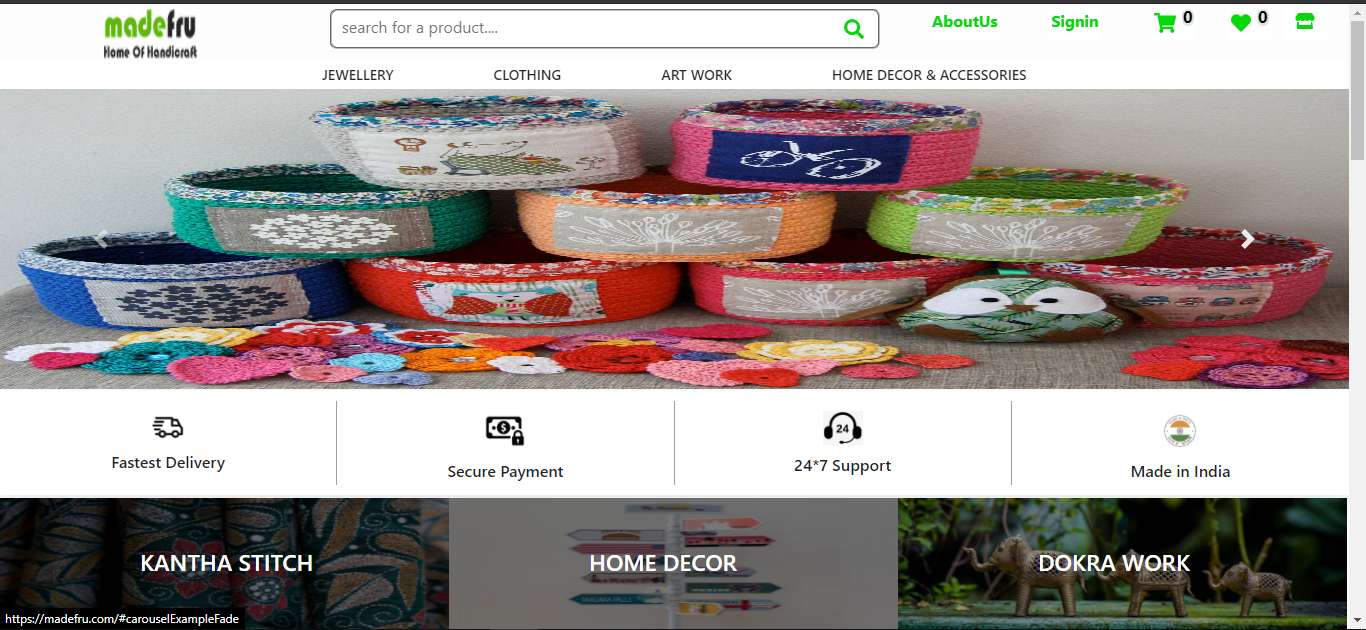 madefru
Home Of Handicraft
search for a product....
AboutUs
Signin
0
0
JEWELLERY
CLOTHING
ART WORK
HOME DECOR & ACCESSORIES
24
Fastest Delivery
Secure Payment
24*7 Support
Made in India
KANTHA STITCH
HOME DECOR
DOKRA WORK
https://madefru.com/#carouselExampleFade